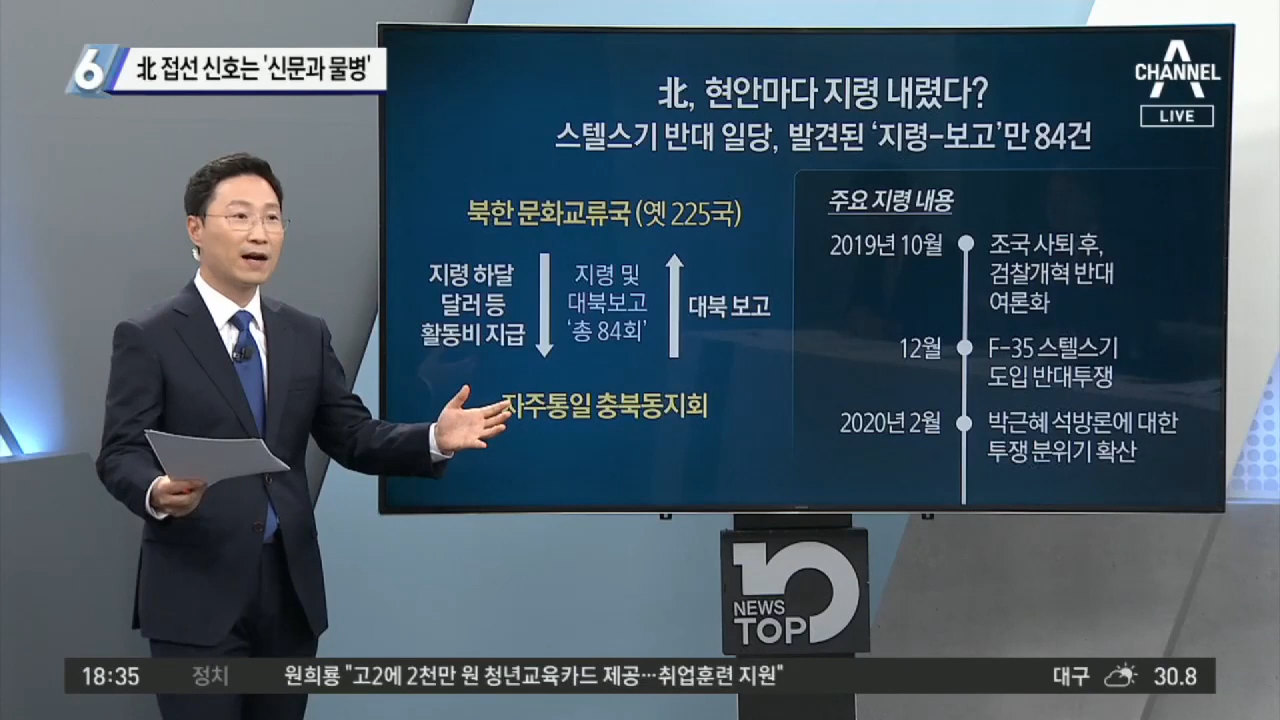 6
北 접선 신호는 '신문과 물병'
CHANNEL A
LIVE
北, 현안마다 지령 내렸다?
스텔스기 반대 일당, 발견된 ‘지령-보고’만 84건
북한 문화교류국 (옛 225국)
지령 하달
달러 등
활동비 지급
지령 및
대북보고
‘총 84회’
대북 보고
자주통일 충북동지회
주요 지령 내용
2019년 10월
조국 사퇴 후,
검찰개혁 반대
여론화
12월
F-35 스텔스기
도입 반대투쟁
2020년 2월
박근혜 석방론에 대한
투쟁 분위기 확산
NEWS
TOP
10
18:35 정치 원희룡 "고2에 2천만 원 청년교육카드 제공…취업훈련 지원" 대구 30.8